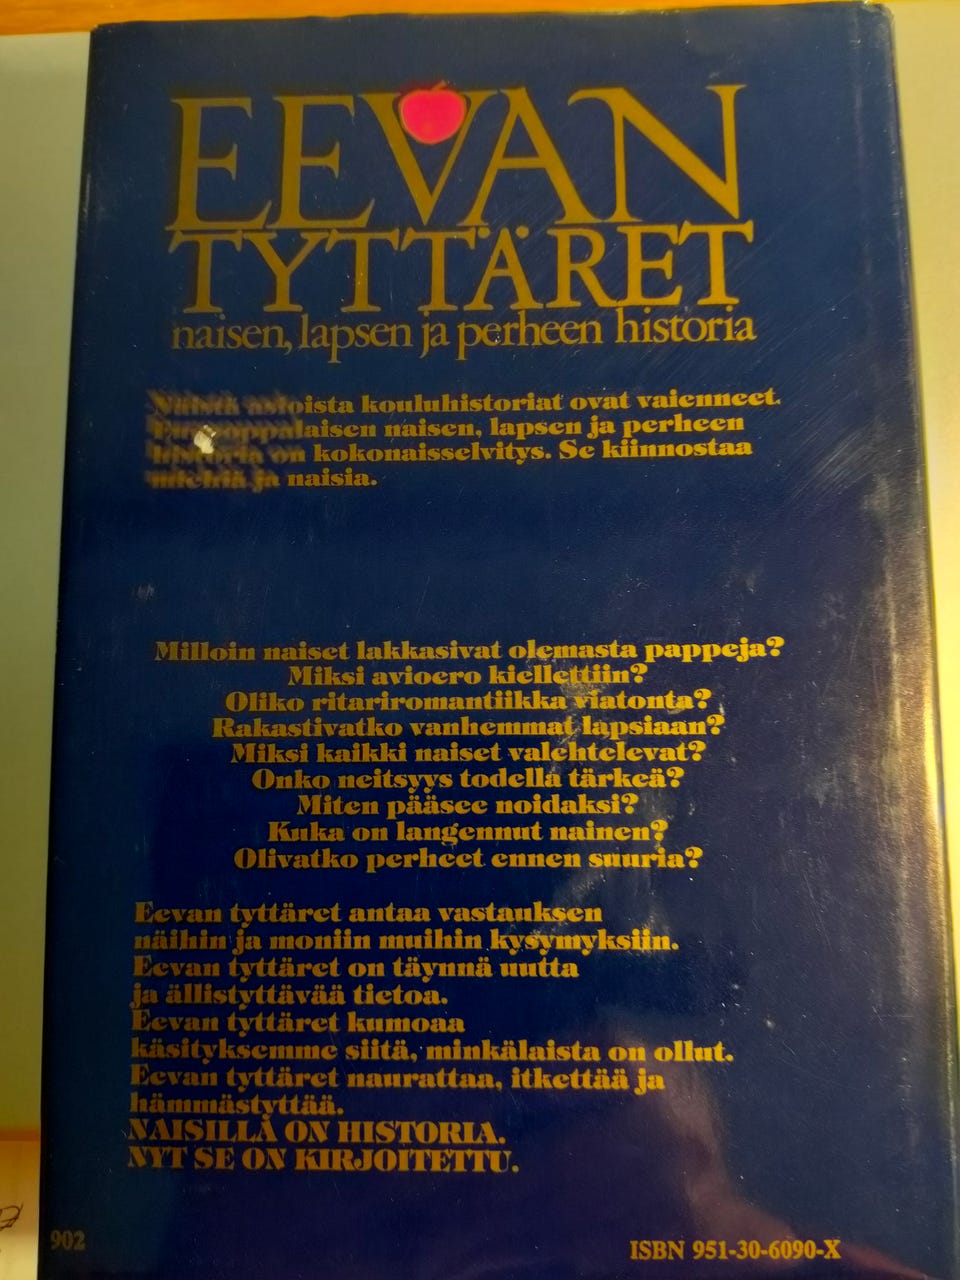 EEVAN
TYTTÄRET
naisen, lapsen ja perheen historia
kouluhistoriat ovat vaienneet.
naisen, lapsen ja perheen
on kokonaisselvitys. Se kiinnostaa
ja naisia.
Milloin naiset lakkasivat olemasta pappeja?
Miksi avioero kiellettiin?
Oliko ritariromantiikka viatonta?
Rakastivatko vanhemmat lapsiaan?
Miksi kaikki naiset valehtelevat?
Onko neitsyys todella tärkeä?
Miten pääsee noidaksi?
Kuka on langennut nainen?
Olivatko perheet ennen suuria?
Eevan tyttäret antaa vastauksen
näihin ja moniin muihin kysymyksiin.
Eevan tyttäret on täynnä uutta
ja ällistyttävää tietoa.
Eevan tyttäret kumoaa
käsityksemme siitä, minkälaista on ollut.
Eevan tyttäret naurattaa, itkettää ja
hämmästyttää.
NAISILLA ON HISTORIA.
NYT SE ON KIRJOITETTU.
902
ISBN 951-30-6090-X